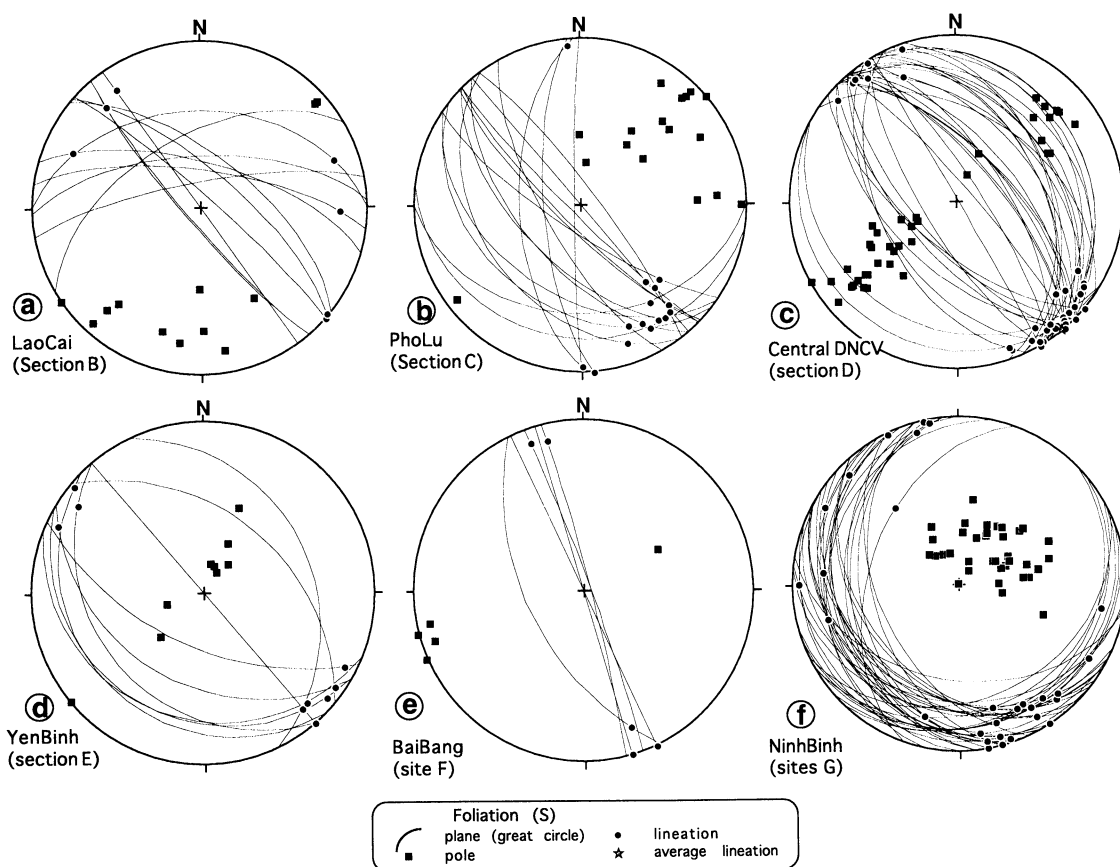 N
a
LaoCai
(Section B)
N
b
PhoLu
(Section C)
N
c
Central DNCV
(section D)
N
d
YenBinh
(section E)
N
e
BaiBang
(site F)
f
NinhBinh
(sites G)
Foliation (S)
plane (great circle)
pole
lineation
average lineation